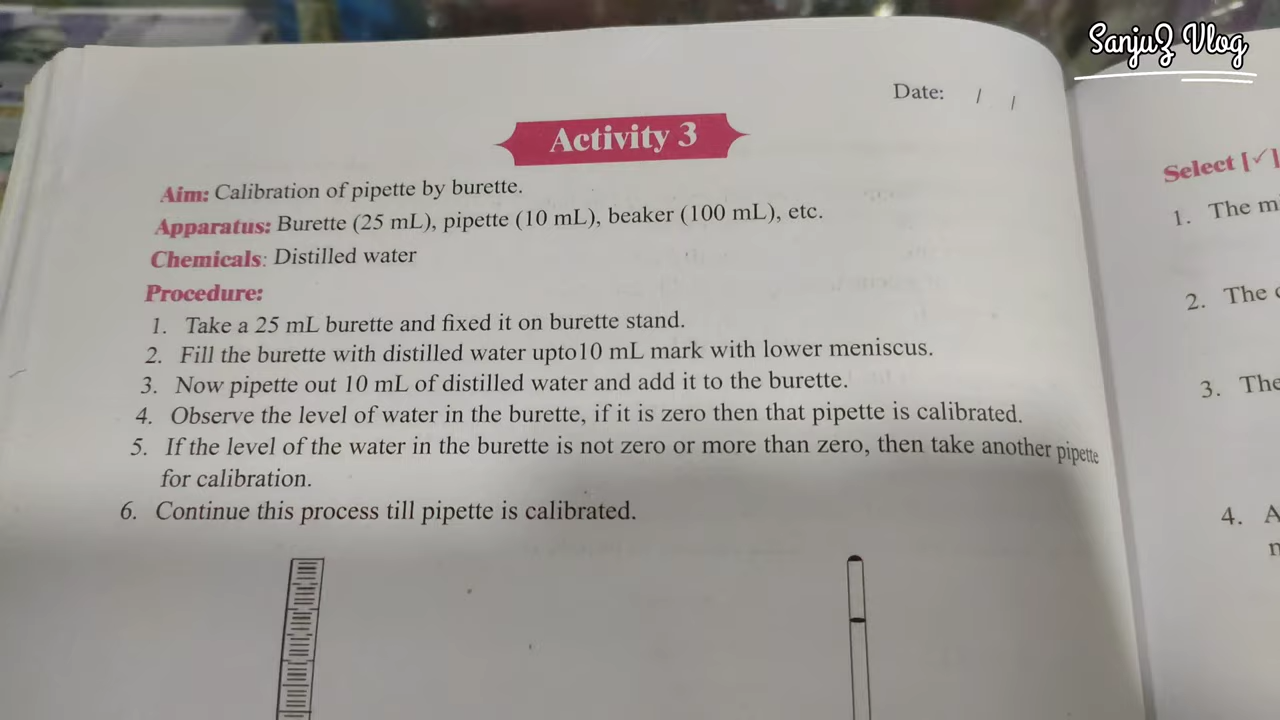 SanjuZ Vlog
Date: / /
Activity 3
Aim: Calibration of pipette by burette.
Apparatus: Burette (25 mL), pipette (10 mL), beaker (100 mL), etc.
Chemicals: Distilled water
Procedure:
1. Take a 25 mL burette and fixed it on burette stand.
2. Fill the burette with distilled water upto10 mL mark with lower meniscus.
3. Now pipette out 10 mL of distilled water and add it to the burette.
4. Observe the level of water in the burette, if it is zero then that pipette is calibrated.
5. If the level of the water in the burette is not zero or more than zero, then take another pipette
for calibration.
6. Continue this process till pipette is calibrated.
Select [✓]
1. The
2. The
3. The
4.